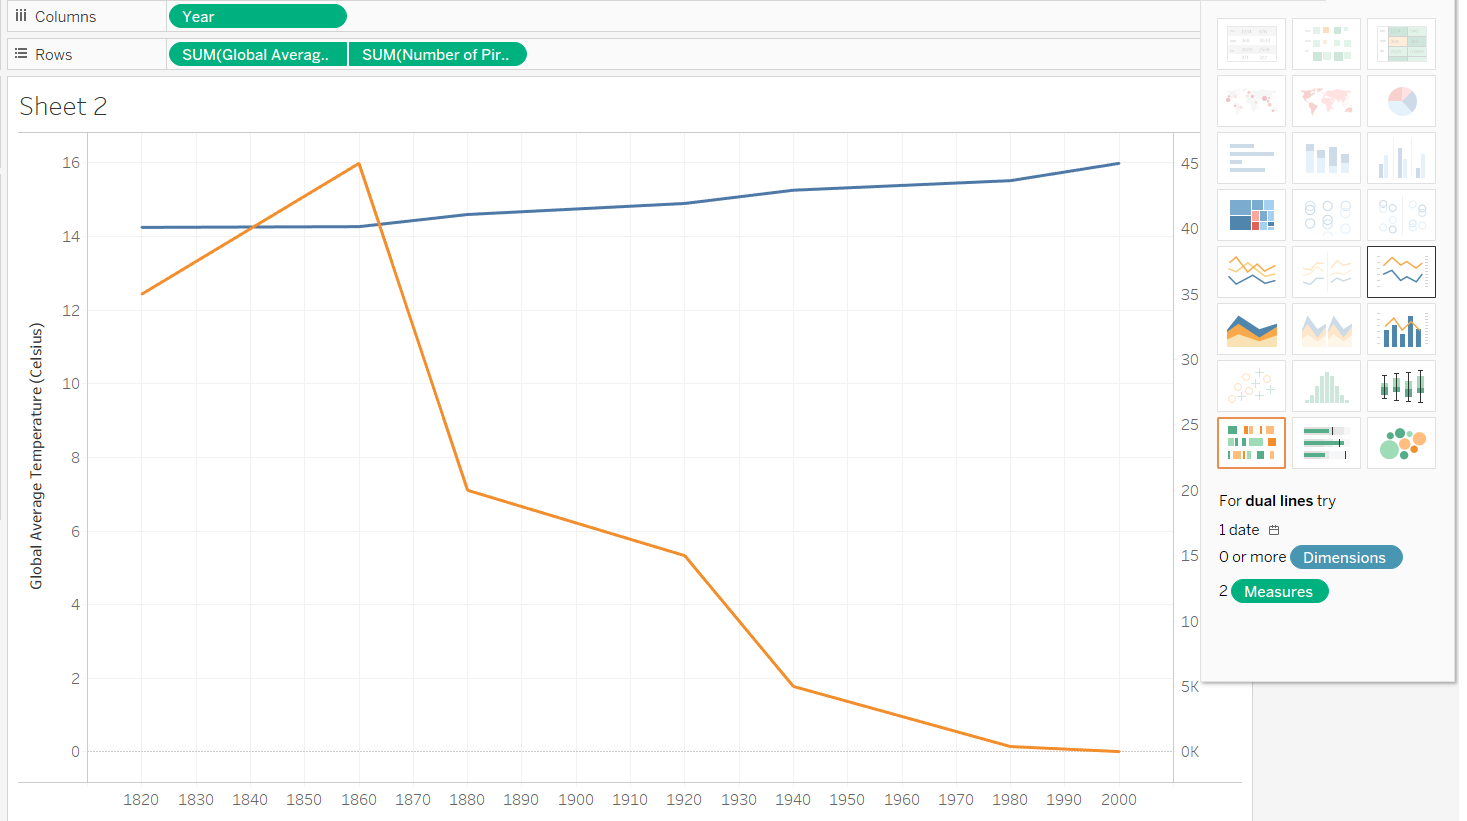 Columns
Year
Rows
SUM(Global Averag..
SUM(Number of Pir..
Sheet 2
Global Average Temperature (Celsius)
16
14
12
10
8
6
4
2
0
45
40
35
30
25
20
15
10
5K
0K
1820 1830 1840 1850 1860 1870 1880 1890 1900 1910 1920 1930 1940 1950 1960 1970 1980 1990 2000
For dual lines try
1 date
0 or more Dimensions
2 Measures